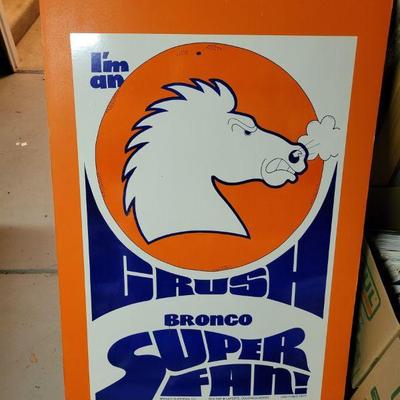 I'm
an
CRUSH
BRONCO
SUPER
FAN!